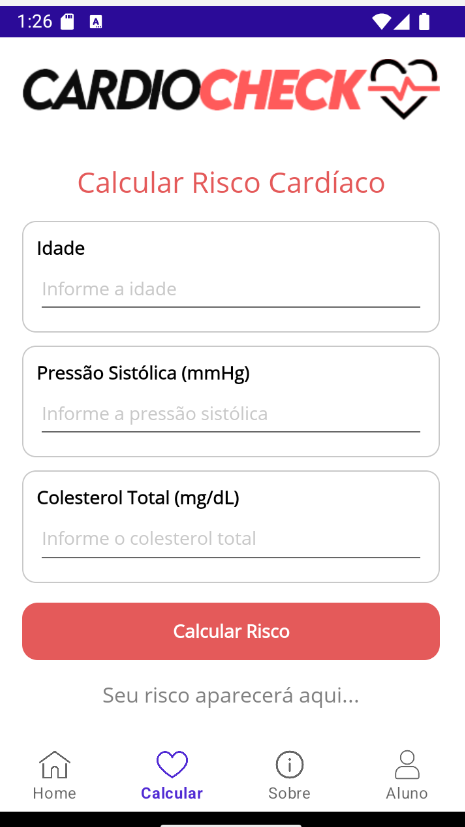 1:26
A
CARDIOCHECK
Calcular Risco Cardíaco
Idade
Informe a idade
Pressão Sistólica (mmHg)
Informe a pressão sistólica
Colesterol Total (mg/dL)
Informe o colesterol total
Calcular Risco
Seu risco aparecerá aqui...
Home
Calcular
Sobre
Aluno